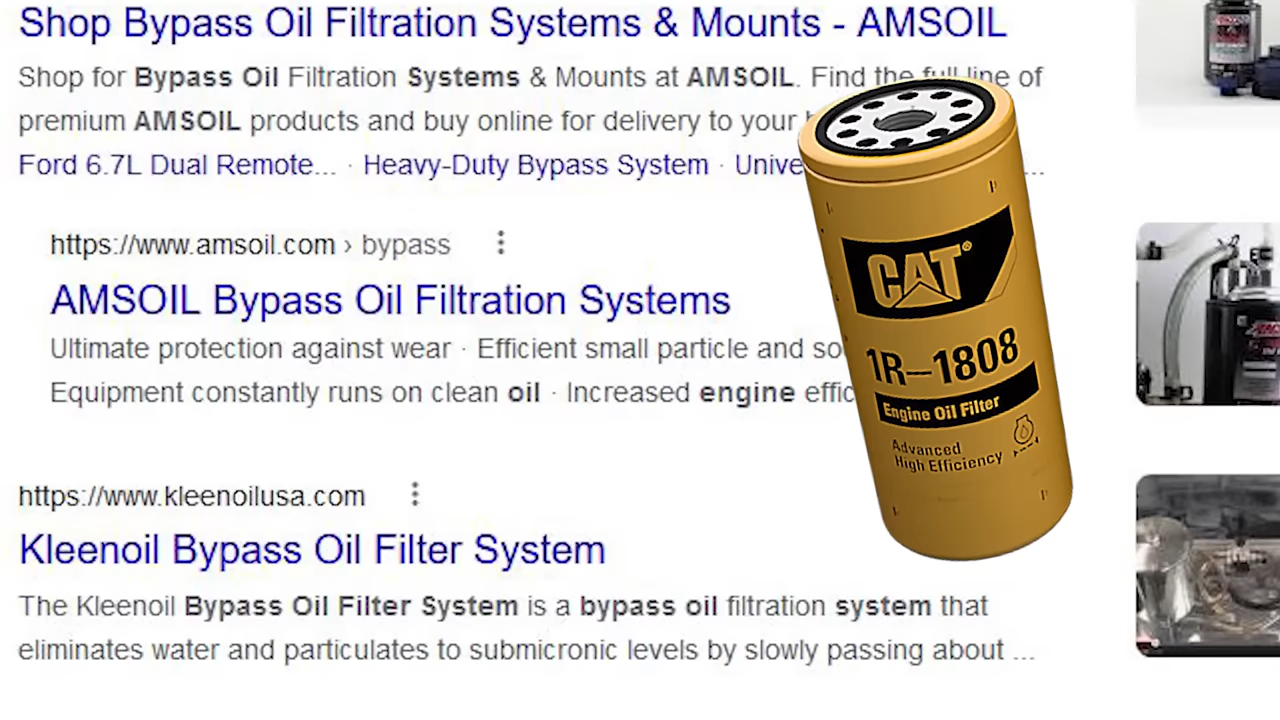 Shop Bypass Oil Filtration Systems & Mounts - AMSOIL
Shop for Bypass Oil Filtration Systems & Mounts at AMSOIL. Find the full line of
premium AMSOIL products and buy online for delivery to your
Ford 6.7L Dual Remote... · Heavy-Duty Bypass System · Unive ...
https://www.amsoil.com › bypass
AMSOIL Bypass Oil Filtration Systems
Ultimate protection against wear · Efficient small particle and so
Equipment constantly runs on clean oil · Increased engine effic
https://www.kleenoilusa.com
Kleenoil Bypass Oil Filter System
The Kleenoil Bypass Oil Filter System is a bypass oil filtration system that
eliminates water and particulates to submicronic levels by slowly passing about ...
CAT®
1R–1808
Engine Oil Filter
Advanced
High Efficiency